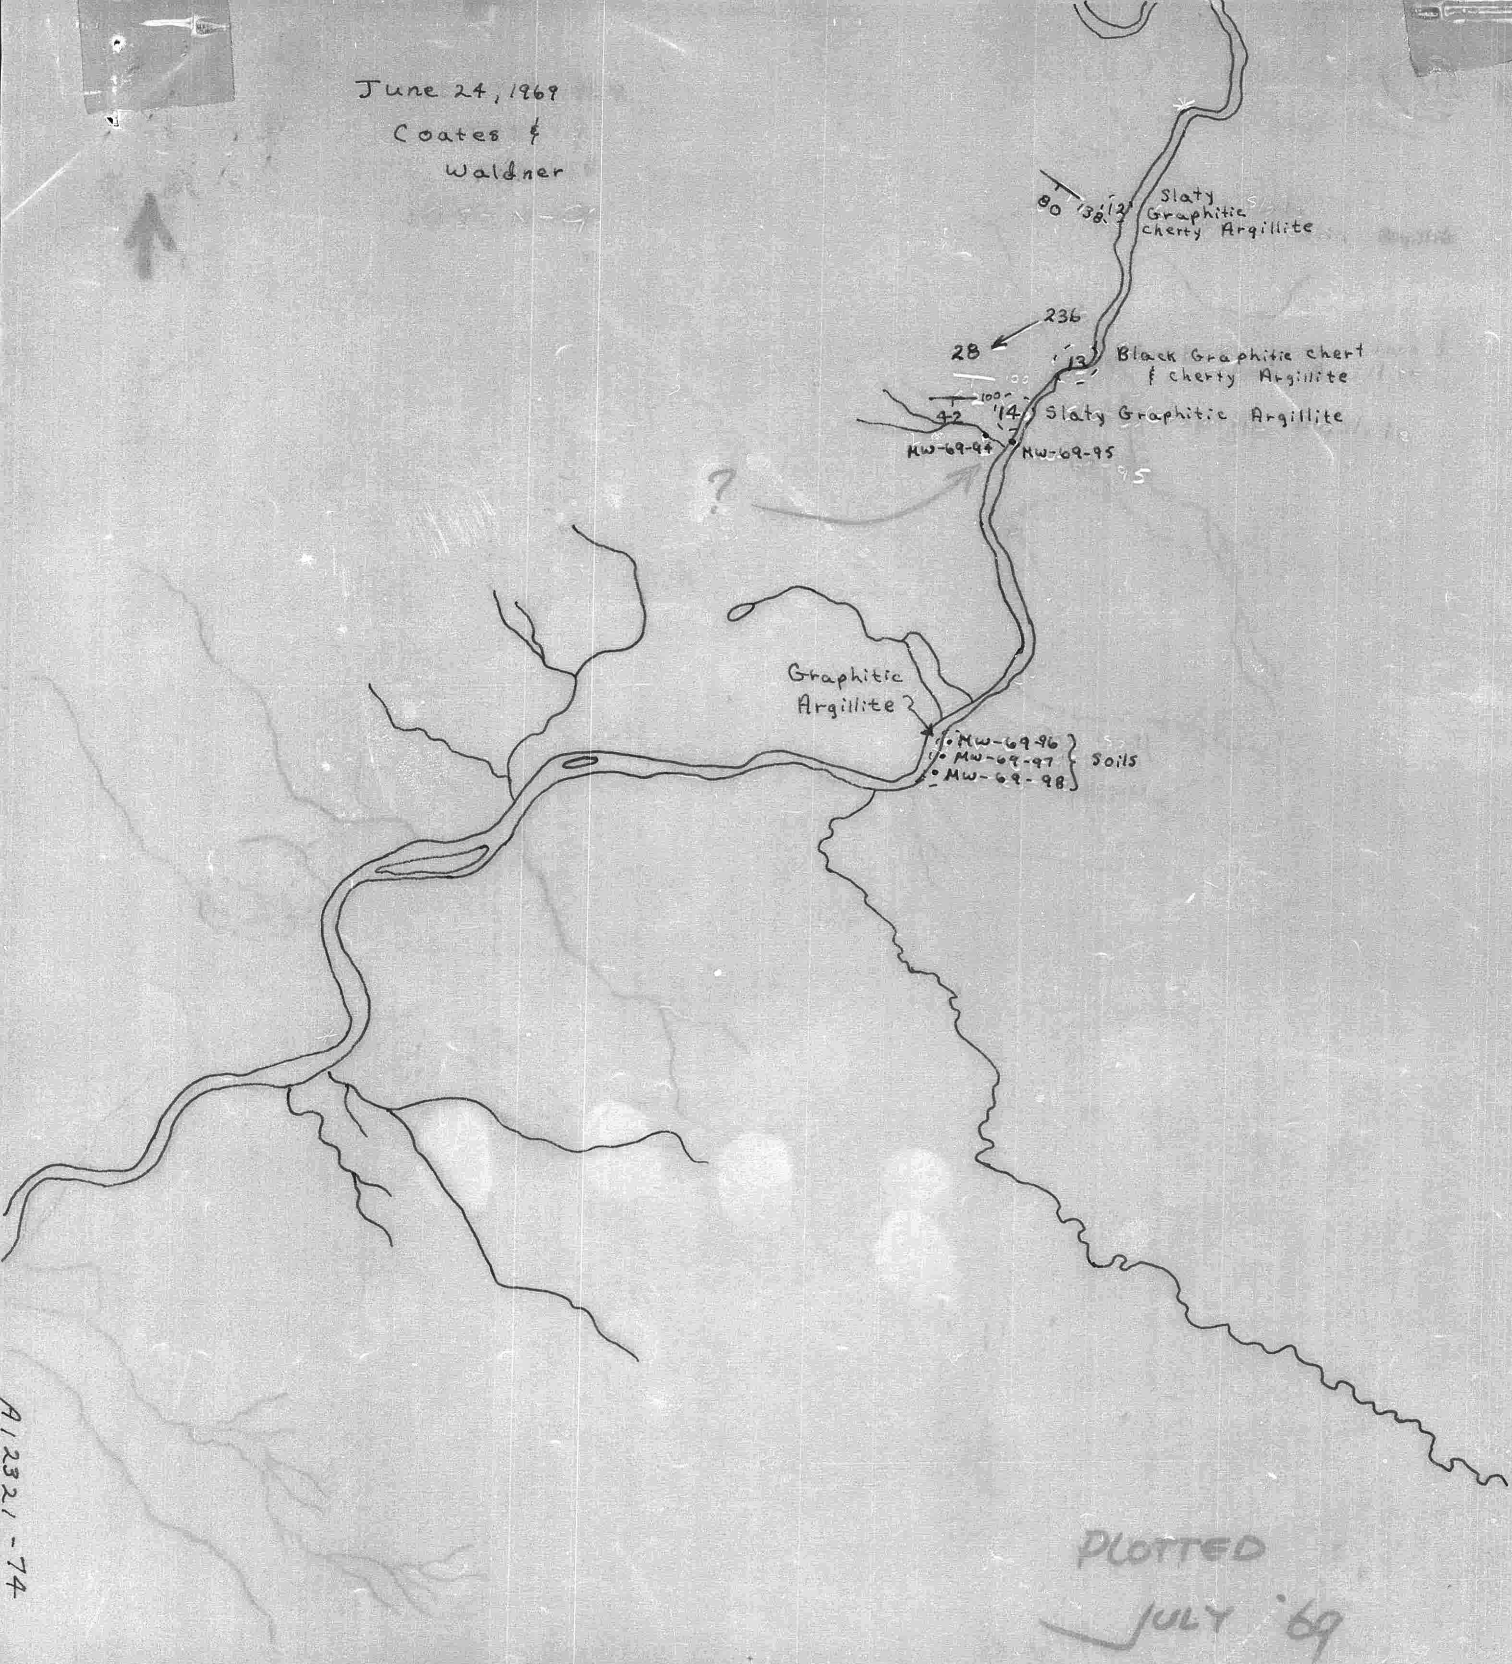 June 24, 1969
Coates &
Waldner
Slaty
Graphitic
Cherty Argillite
80
138
12
236
28
13
Black Graphitic chert
& cherty Argillite
100
42
14
Slaty Graphitic Argillite
MW-69-94
MW-69-95
95
?
Graphitic
Argillite
MW-69-96
MW-69-97
MW-69-98
Soils
A12321-74
PLOTTED
JULY '69